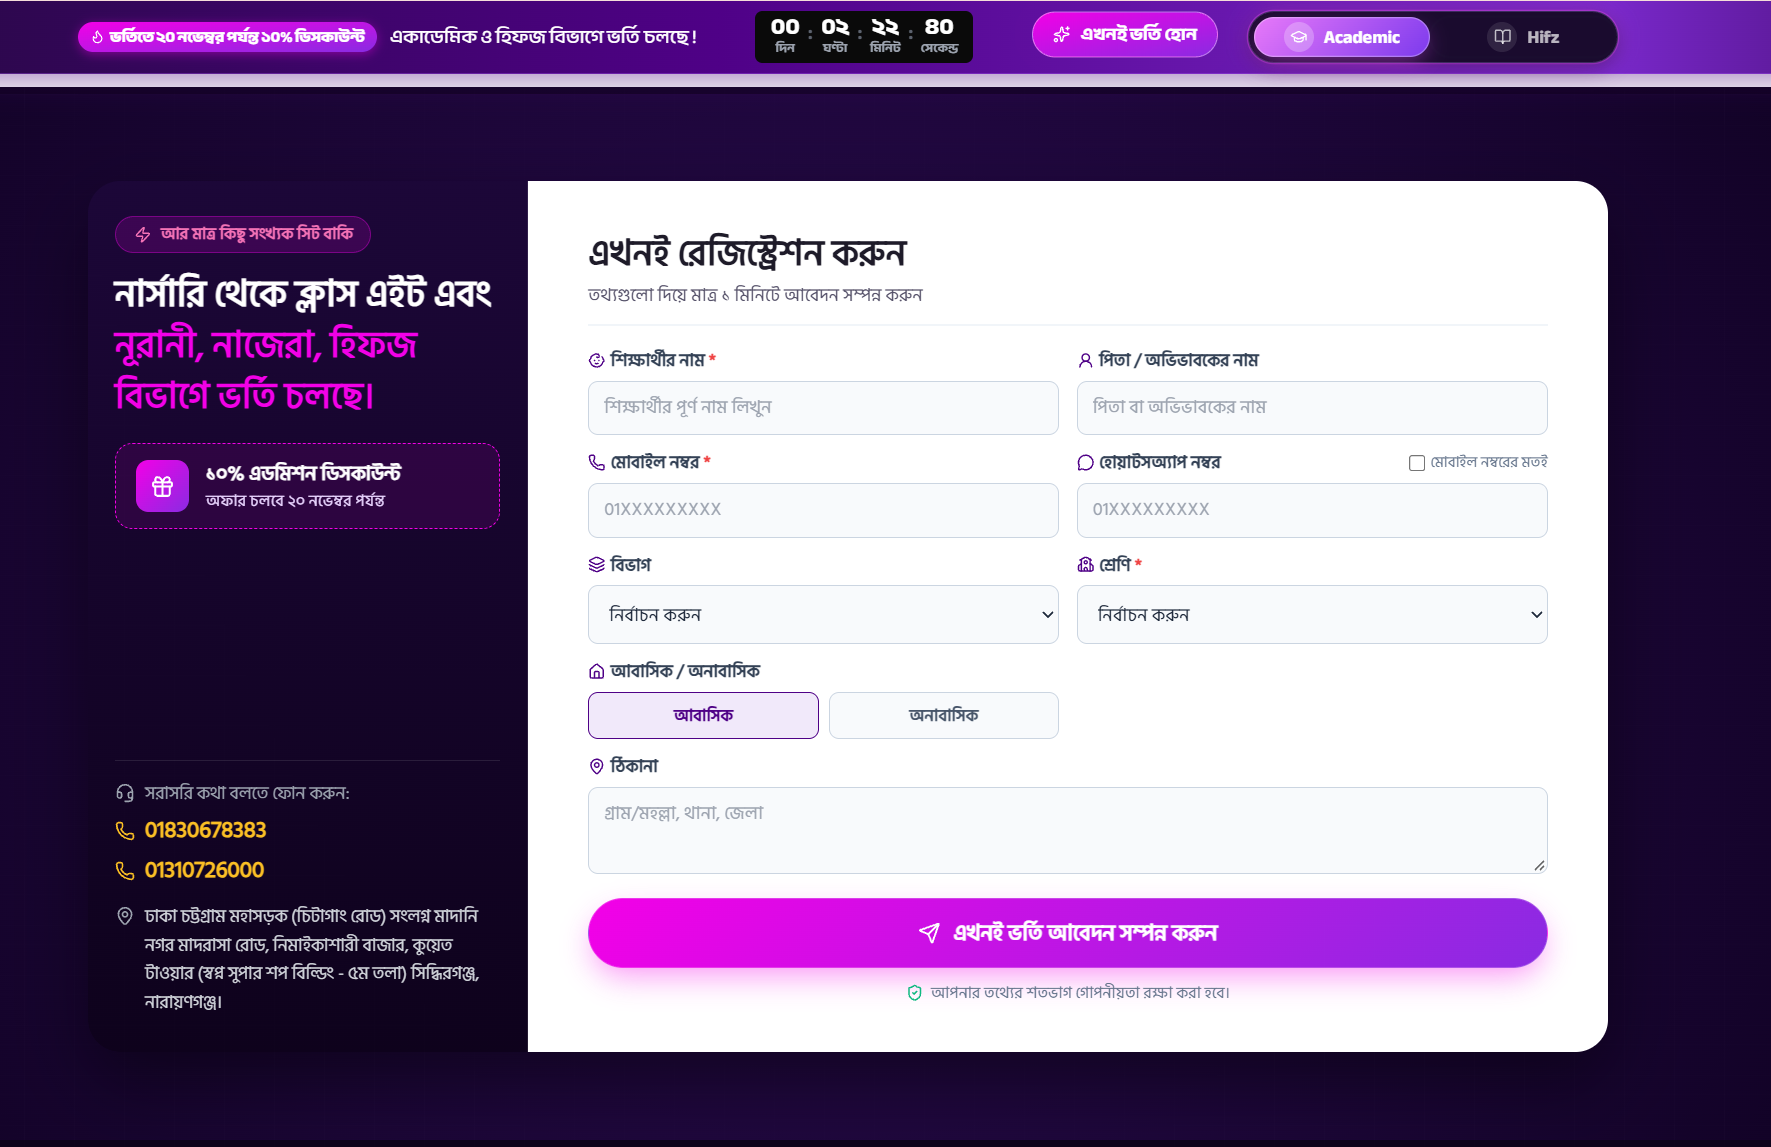 ভর্তিতে ২০ নভেম্বর পর্যন্ত ১০% ডিসকাউন্ট
একাডেমিক ও হিফজ বিভাগে ভর্তি চলছে !
০০ : ০২ : ২২ : ৪০
দিন ঘণ্টা মিনিট সেকেন্ড
এখনই ভর্তি হোন
Academic
Hifz
আর মাত্র কিছু সংখ্যক সিট বাকি
নার্সারি থেকে ক্লাস এইট এবং
নূরানী, নাজেরা, হিফজ
বিভাগে ভর্তি চলছে।
১০% এডমিশন ডিসকাউন্ট
অফার চলবে ২০ নভেম্বর পর্যন্ত
সরাসরি কথা বলতে ফোন করুন:
01830678383
01310726000
ঢাকা চট্টগ্রাম মহাসড়ক (চিটাগাং রোড) সংলগ্ন মাদানি
নগর মাদরাসা রোড, নিমাইকাশারী বাজার, কুয়েত
টাওয়ার (স্বপ্ন সুপার শপ বিল্ডিং - ৫ম তলা) সিদ্ধিরগঞ্জ,
নারায়ণগঞ্জ।
এখনই রেজিস্ট্রেশন করুন
তথ্যগুলো দিয়ে মাত্র ১ মিনিটে আবেদন সম্পন্ন করুন
শিক্ষার্থীর নাম *
শিক্ষার্থীর পূর্ণ নাম লিখুন
পিতা / অভিভাবকের নাম
পিতা বা অভিভাবকের নাম
মোবাইল নম্বর *
01XXXXXXXXX
হোয়াটসঅ্যাপ নম্বর
মোবাইল নম্বরের মতই
01XXXXXXXXX
বিভাগ
নির্বাচন করুন
শ্রেণি *
নির্বাচন করুন
আবাসিক / অনাবাসিক
আবাসিক
অনাবাসিক
ঠিকানা
গ্রাম/মহল্লা, থানা, জেলা
এখনই ভর্তি আবেদন সম্পন্ন করুন
আপনার তথ্যের শতভাগ গোপনীয়তা রক্ষা করা হবে।